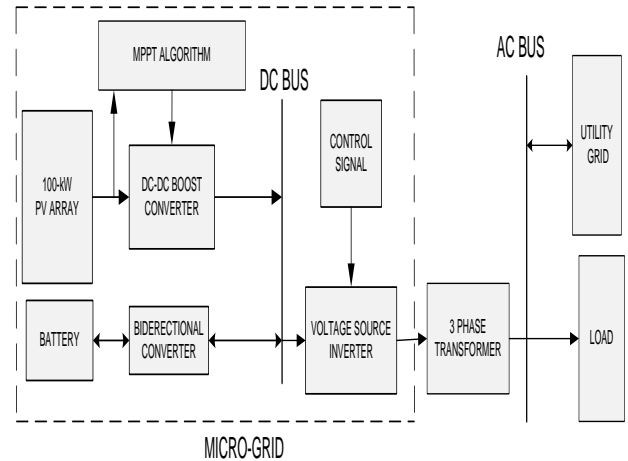 MPPT ALGORITHM
DC BUS
AC BUS
100-kW
PV ARRAY
DC-DC BOOST
CONVERTER
CONTROL
SIGNAL
UTILITY
GRID
BATTERY
BIDERECTIONAL
CONVERTER
VOLTAGE SOURCE
INVERTER
3 PHASE
TRANSFORMER
LOAD
MICRO-GRID